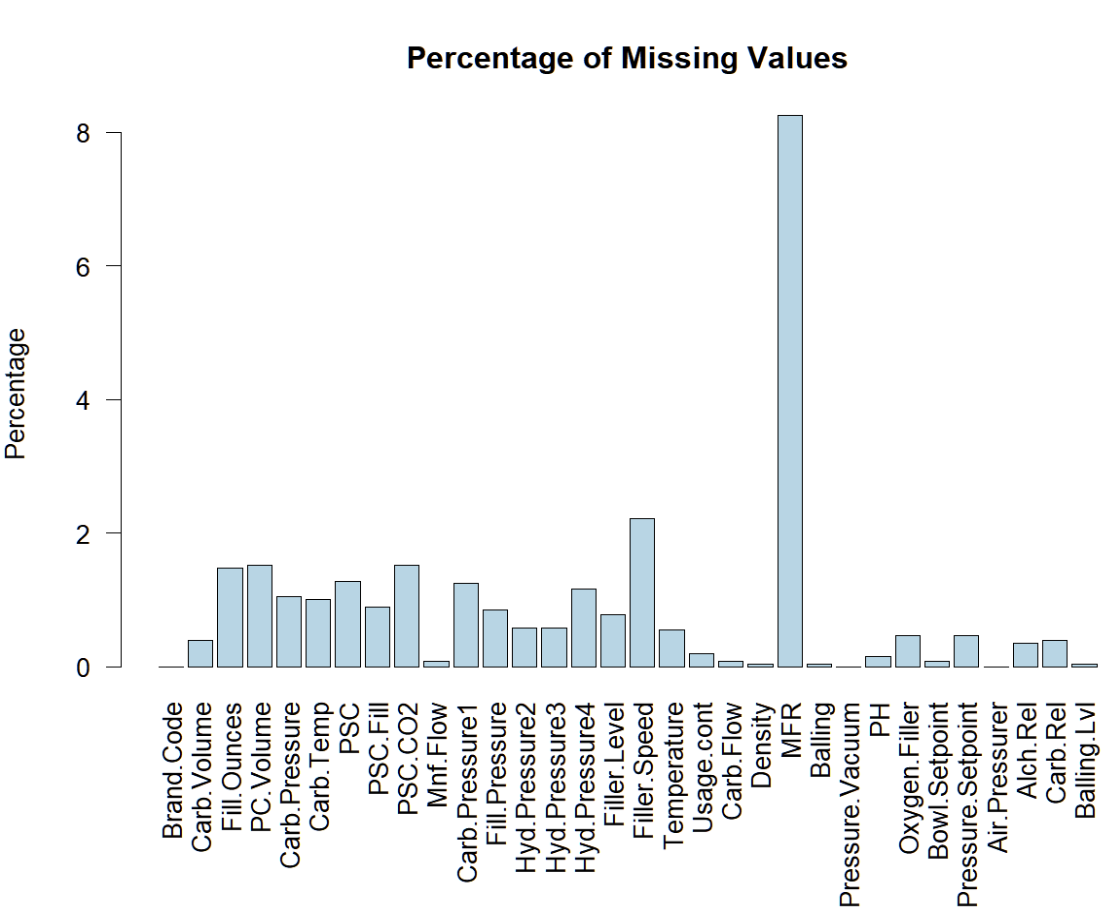 Percentage of Missing Values
Percentage
8
6
4
2
0
Brand.Code
Carb.Volume
Fill.Ounces
PC.Volume
Carb.Pressure
Carb.Temp
PSC
PSC.Fill
PSC.CO2
Mnf.Flow
Carb.Pressure1
Fill.Pressure
Hyd.Pressure2
Hyd.Pressure3
Hyd.Pressure4
Filler.Level
Filler.Speed
Temperature
Usage.cont
Carb.Flow
Density
MFR
Balling
Pressure.Vacuum
PH
Oxygen.Filler
Bowl.Setpoint
Pressure.Setpoint
Air.Pressurer
Alch.Rel
Carb.Rel
Balling.Lvl